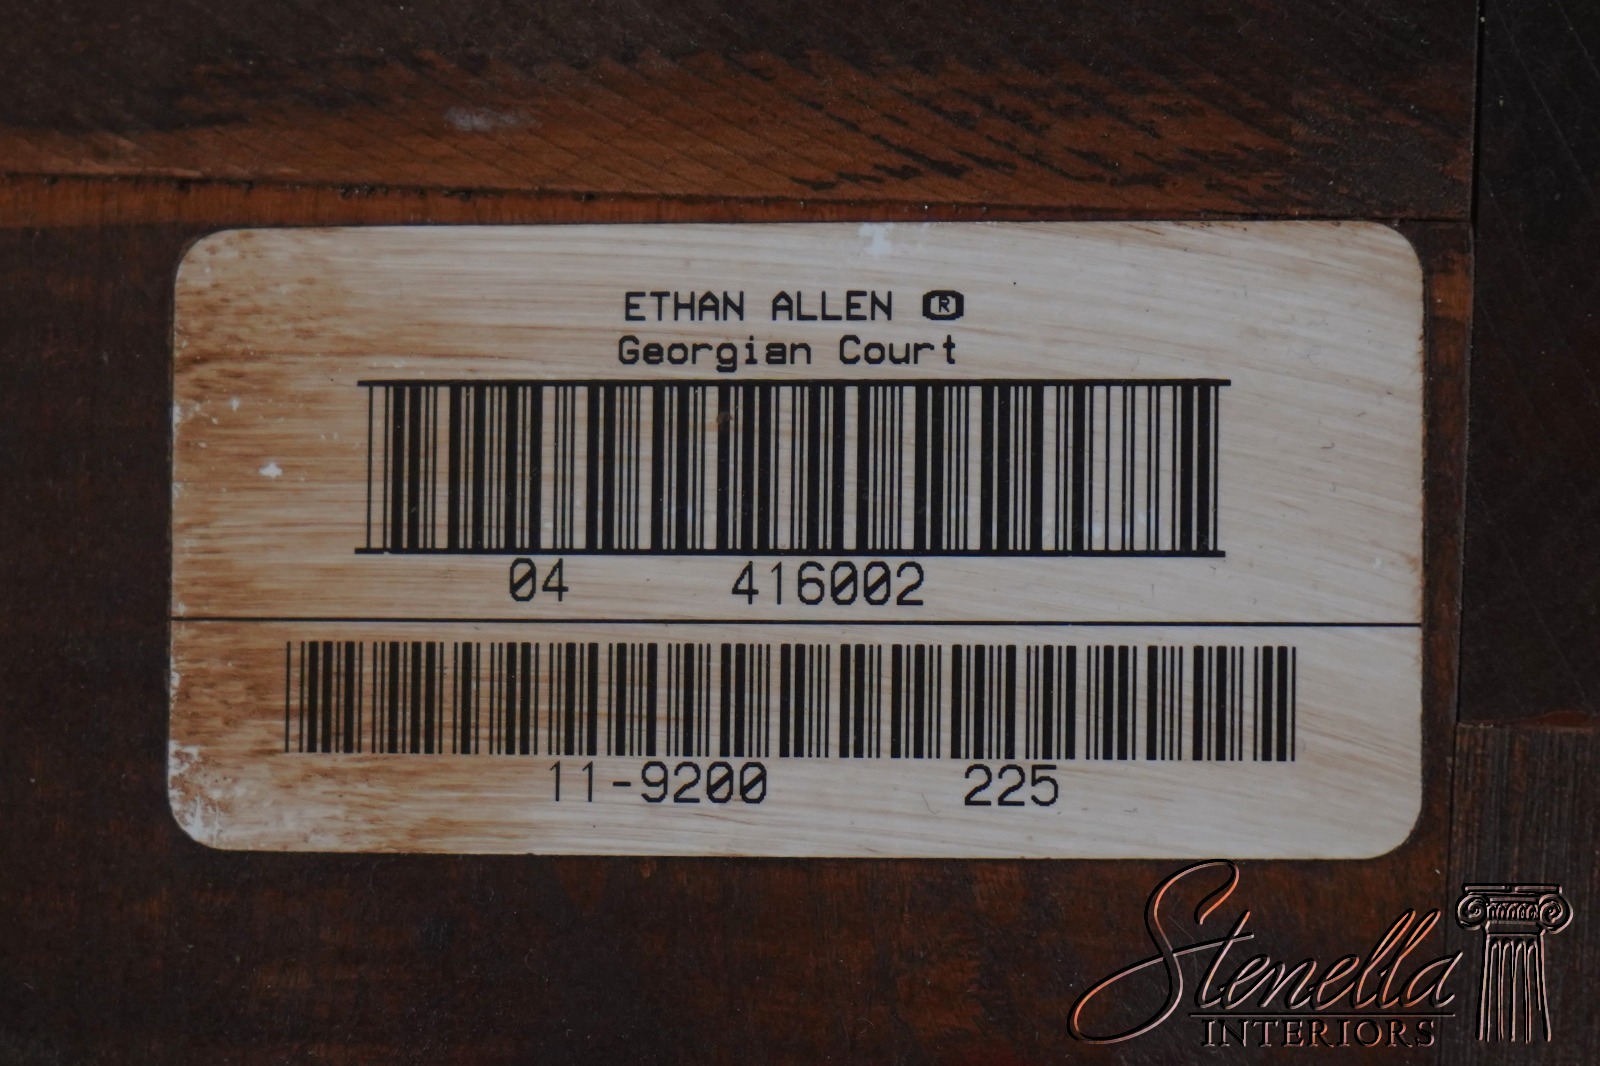 ETHAN ALLEN ®
Georgian Court
04 416002
11-9200 225
Stenella
INTERIORS